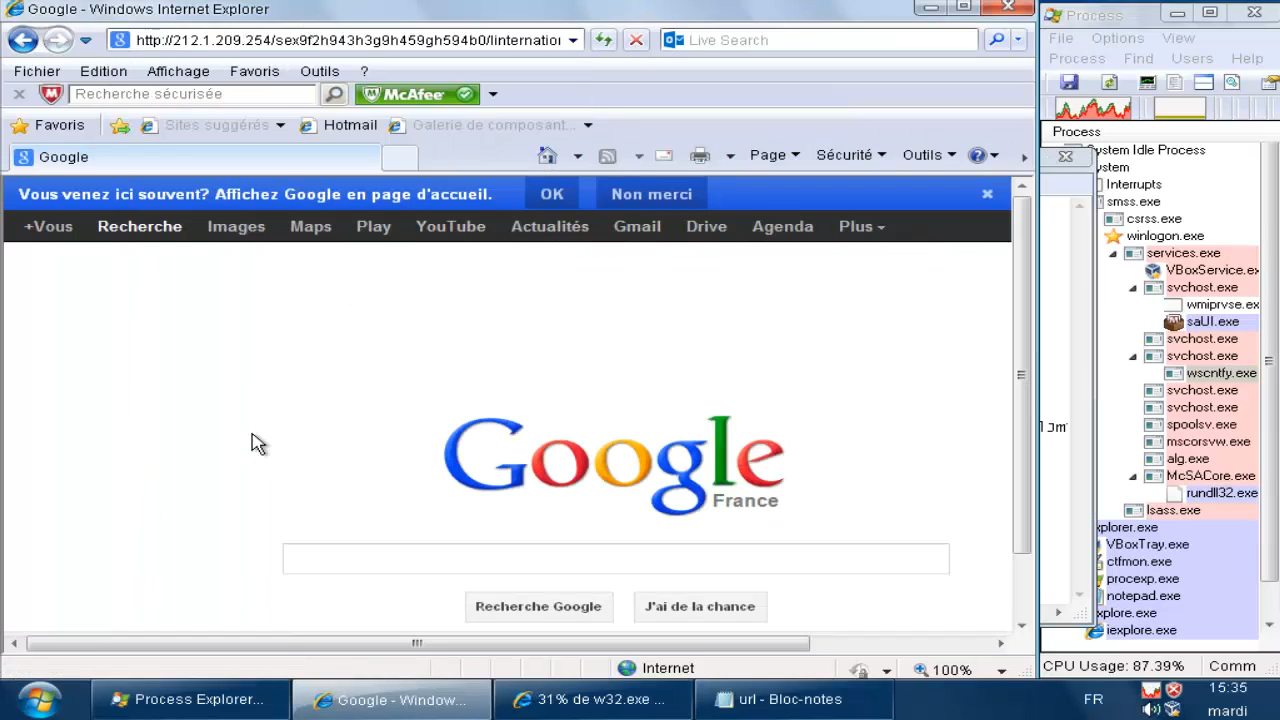 Google - Windows Internet Explorer
http://212.1.209.254/sex9f2h943h3g9h459gh594b0/linternatio
Live Search
Fichier Edition Affichage Favoris Outils ?
Recherche sécurisée
McAfee
Favoris Sites suggérés Hotmail Galerie de composant...
Google
Page Sécurité Outils
Vous venez ici souvent? Affichez Google en page d'accueil. OK Non merci
+Vous Recherche Images Maps Play YouTube Actualités Gmail Drive Agenda Plus
Google
France
Recherche Google J'ai de la chance
Internet 100%
Process
File Options View
Process Find Users Help
Process
System Idle Process
ystem
Interrupts
smss.exe
csrss.exe
winlogon.exe
services.exe
VBoxService.ex
svchost.exe
wmiprvse.ex
saUI.exe
svchost.exe
svchost.exe
wscntfy.exe
svchost.exe
svchost.exe
spoolsv.exe
mscorsvw.exe
alg.exe
McSACore.exe
rundll32.exe
lsass.exe
xplorer.exe
VBoxTray.exe
ctfmon.exe
procexp.exe
notepad.exe
explore.exe
iexplore.exe
CPU Usage: 87.39% Comm
Process Explorer... Google - Window... 31% de w32.exe ... url - Bloc-notes FR 15:35
mardi